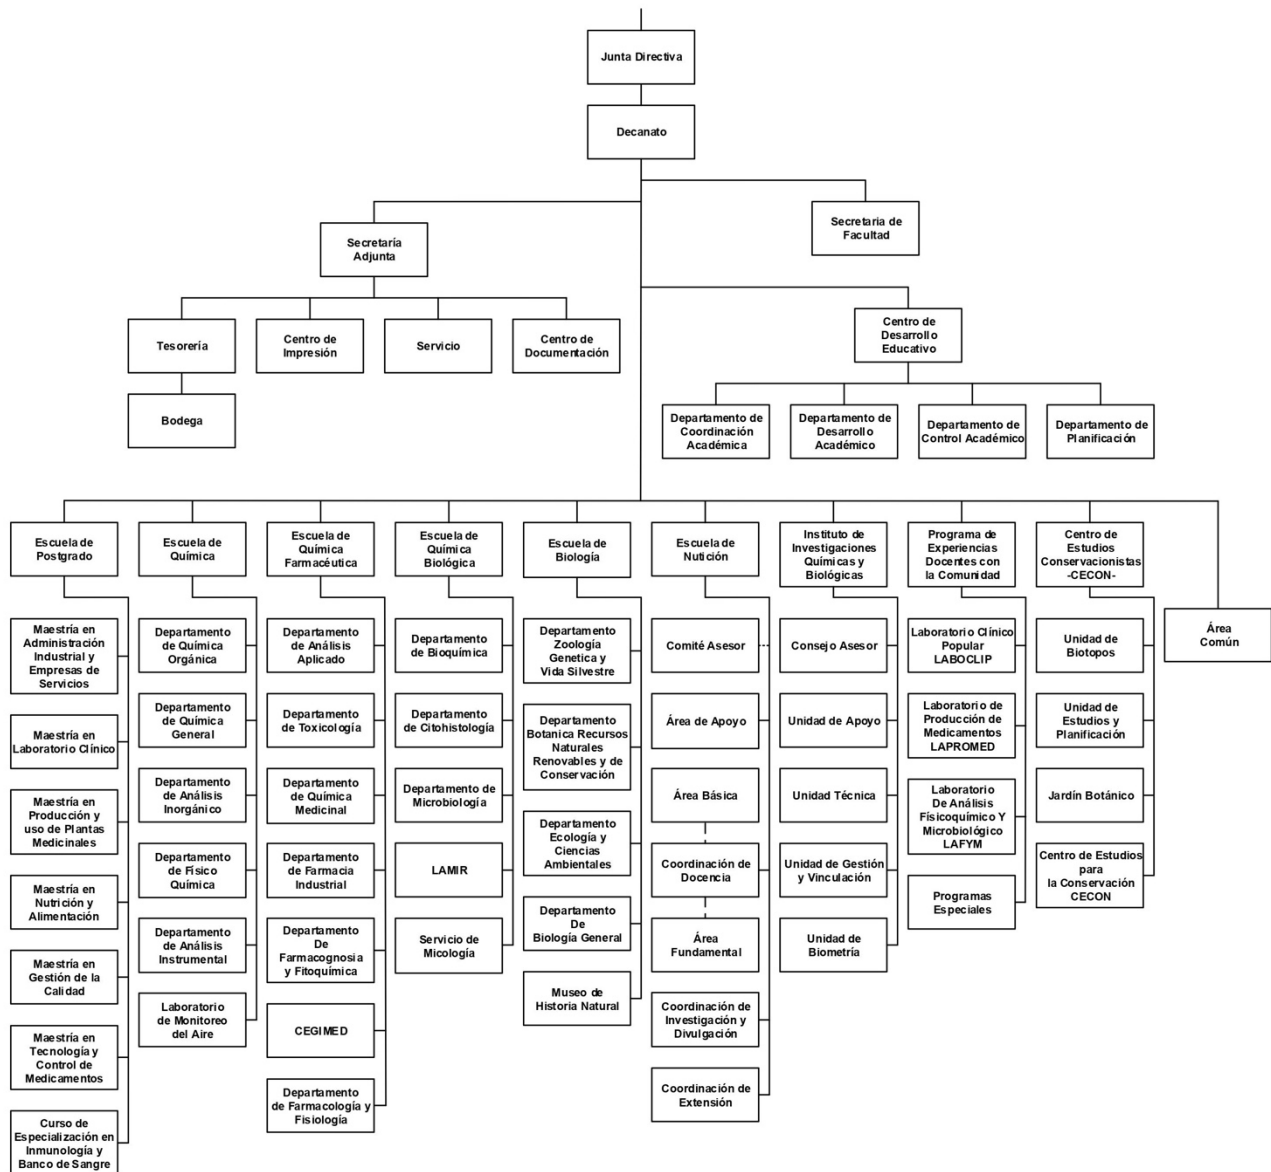 Junta Directiva
Decanato
Secretaria de
Facultad
Secretaría
Adjunta
Tesorería
Centro de
Impresión
Servicio
Centro de
Documentación
Bodega
Centro de
Desarrollo
Educativo
Departamento de
Coordinación
Académica
Departamento de
Desarrollo
Académico
Departamento de
Control Académico
Departamento de
Planificación
Escuela de
Postgrado
Escuela de
Química
Escuela de
Química
Farmacéutica
Escuela de
Química
Biológica
Escuela de
Biología
Escuela de
Nutición
Instituto de
Investigaciones
Químicas y
Biológicas
Programa de
Experiencias
Docentes con
la Comunidad
Centro de
Estudios
Conservacionistas
-CECON-
Área
Común
Maestría en
Administración
Industrial y
Empresas de
Servicios
Maestría en
Laboratorio Clínico
Maestría en
Producción y
uso de Plantas
Medicinales
Maestría en
Nutrición y
Alimentación
Maestría en
Gestión de la
Calidad
Maestría en
Tecnología y
Control de
Medicamentos
Curso de
Especialización en
Inmunología y
Banco de Sangre
Departamento
de Química
Orgánica
Departamento
de Química
General
Departamento
de Análisis
Inorgánico
Departamento
de Físico
Química
Departamento
de Análisis
Instrumental
Laboratorio
de Monitoreo
del Aire
Departamento
de Análisis
Aplicado
Departamento
de Toxicología
Departamento
de Química
Medicinal
Departamento
de Farmacia
Industrial
Departamento
De
Farmacognosia
y Fitoquímica
CEGIMED
Departamento
de Farmacología y
Fisiología
Departamento
de Bioquímica
Departamento
de Citohistología
Departamento de
Microbiología
LAMIR
Servicio de
Micología
Departamento
Zoología
Genetica y
Vida Silvestre
Departamento
Botanica Recursos
Naturales
Renovables y de
Conservación
Departamento
Ecología y
Ciencias
Ambientales
Departamento
De
Biología General
Museo de
Historia Natural
Comité Asesor
Área de Apoyo
Área Básica
Coordinación de
Docencia
Área
Fundamental
Coordinación de
Investigación y
Divulgación
Coordinación de
Extensión
Consejo Asesor
Unidad de Apoyo
Unidad Técnica
Unidad de Gestión
y Vinculación
Unidad de
Biometría
Laboratorio Clínico
Popular
LABOCLIP
Laboratorio de
Producción de
Medicamentos
LAPROMED
Laboratorio
De Análisis
Físicoquímico Y
Microbiológico
LAFYM
Programas
Especiales
Unidad de
Biotopos
Unidad de
Estudios y
Planificación
Jardín Botánico
Centro de Estudios
para
la Conservación
CECON